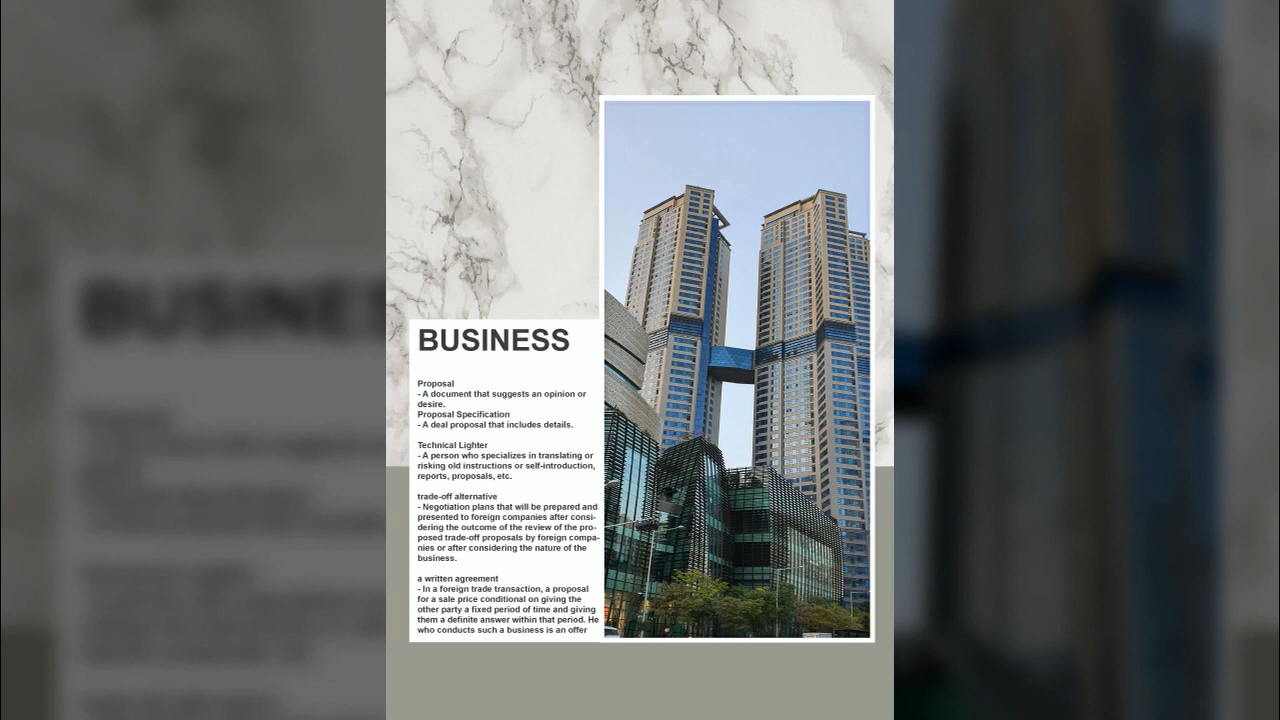 BUSINESS
Proposal
- A document that suggests an opinion or
desire.
Proposal Specification
- A deal proposal that includes details.
Technical Lighter
- A person who specializes in translating or
risking old instructions or self-introduction,
reports, proposals, etc.
trade-off alternative
- Negotiation plans that will be prepared and
presented to foreign companies after consi-
dering the outcome of the review of the pro-
posed trade-off proposals by foreign compa-
nies or after considering the nature of the
business.
a written agreement
- In a foreign trade transaction, a proposal
for a sale price conditional on giving the
other party a fixed period of time and giving
them a definite answer within that period. He
who conducts such a business is an offer